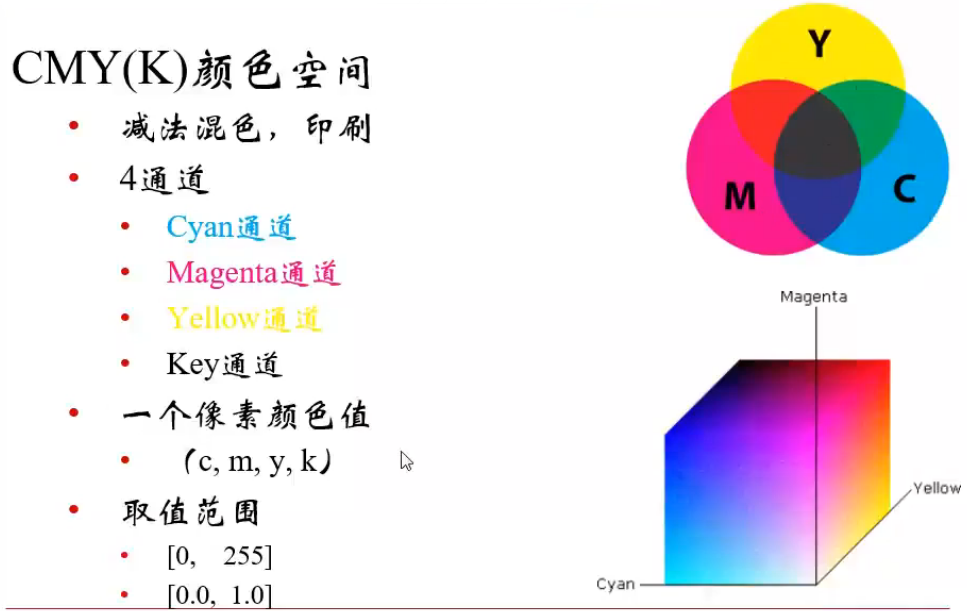 CMY(K)颜色空间
• 减法混色，印刷
• 4通道
• Cyan通道
• Magenta通道
• Yellow通道
• Key通道
• 一个像素颜色值
• （c, m, y, k）
• 取值范围
• [0, 255]
• [0.0, 1.0]
Y
M
C
Magenta
Yellow
Cyan